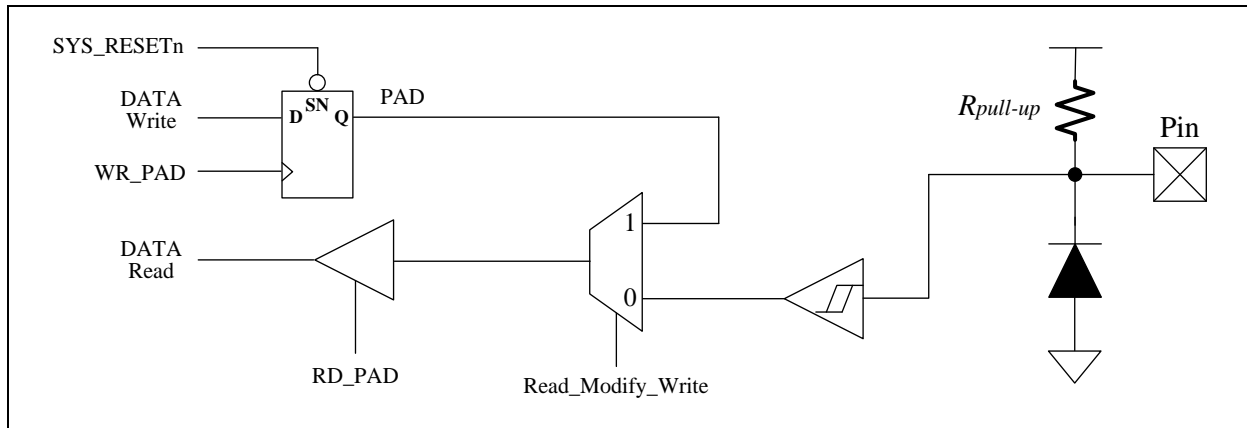 SYS_RESETn
DATA
Write
WR_PAD
SN
D
Q
PAD
Rpull-up
Pin
DATA
Read
RD_PAD
1
0
Read_Modify_Write